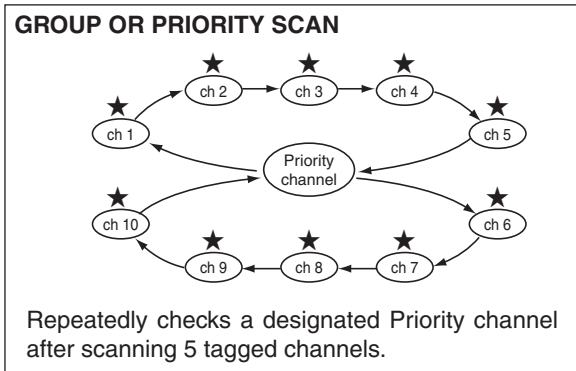 GROUP OR PRIORITY SCAN
ch 1
ch 2
ch 3
ch 4
ch 5
Priority
channel
ch 6
ch 7
ch 8
ch 9
ch 10
Repeatedly checks a designated Priority channel
after scanning 5 tagged channels.